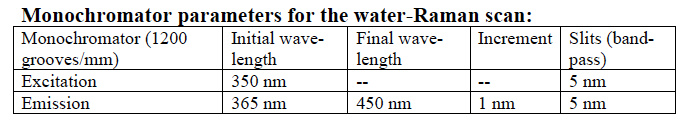 Monochromator parameters for the water-Raman scan:
Monochromator (1200 Initial wave- Final wave- Increment Slits (band-
grooves/mm) length length pass)
Excitation 350 nm -- -- 5 nm
Emission 365 nm 450 nm 1 nm 5 nm